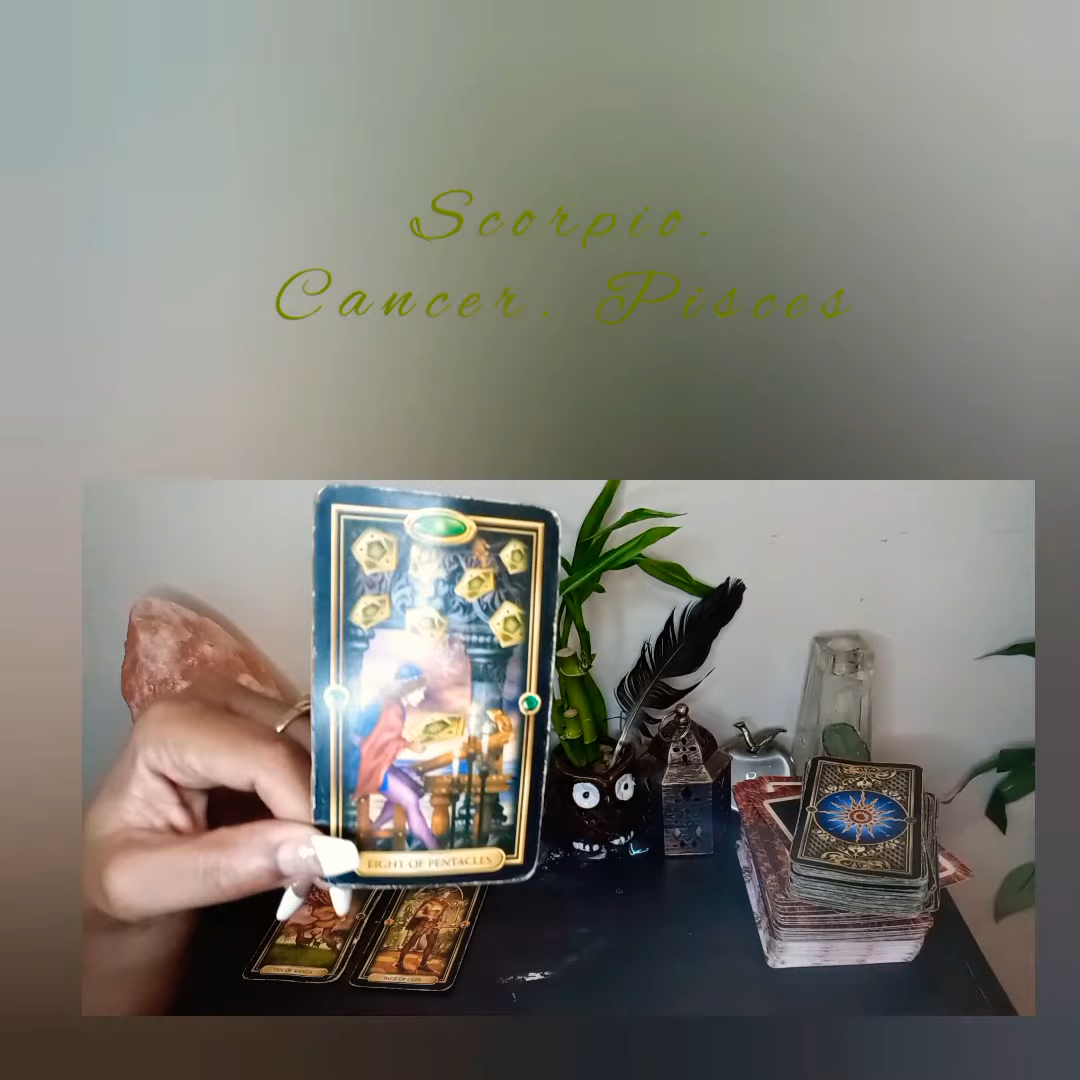 Scorpio.
Cancer. Pisces
EIGHT OF PENTACLES
TEN OF WANDS
PAGE OF CUPS